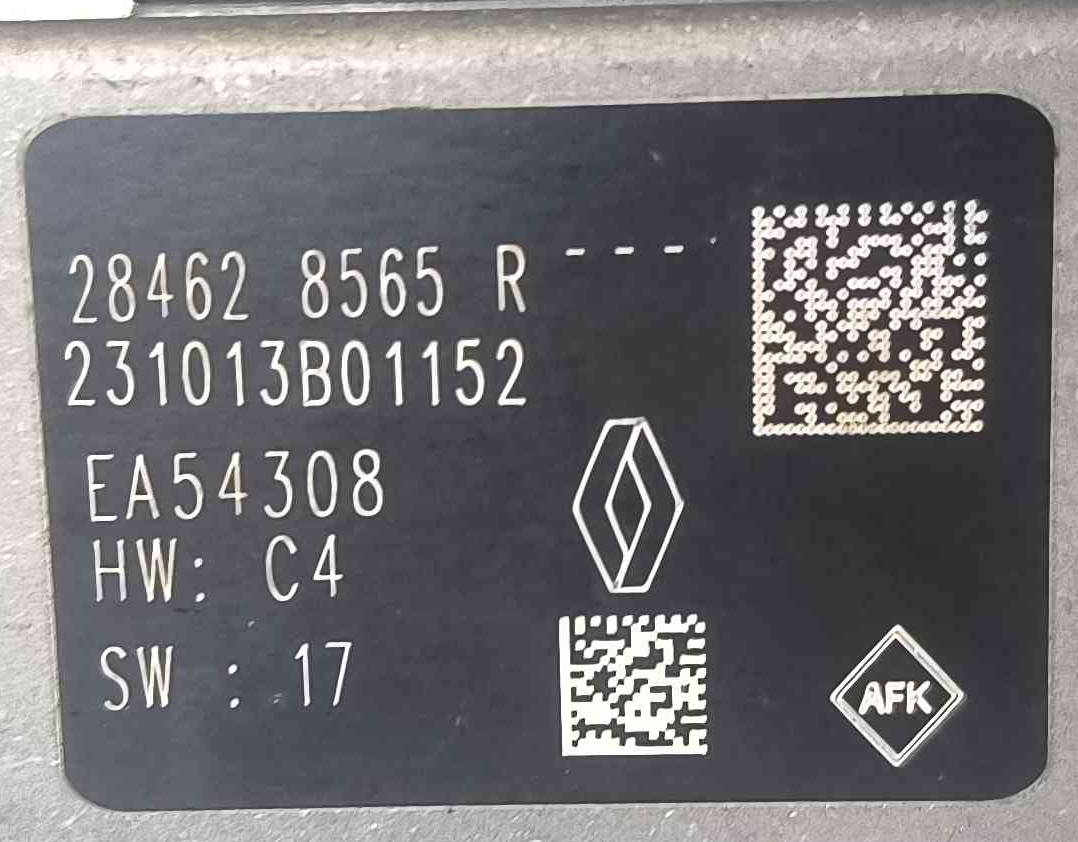 28462 8565 R ---
231013B01152
EA54308
HW: C4
SW : 17
AFK